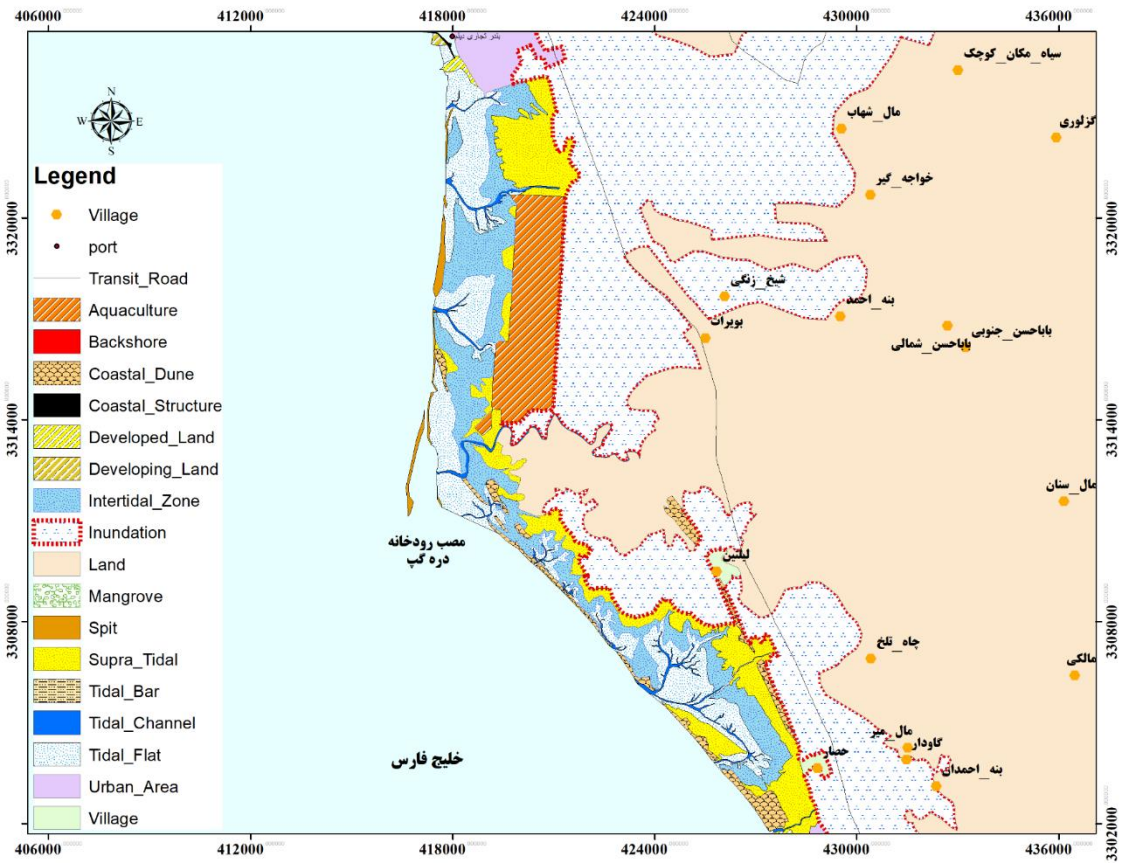 406000 412000 418000 424000 430000 436000
بندر تجاری دیلم
سیاه_مکان_کوچک
مال_شهاب
گزلوری
خواجه_گیر
N
W E
S
Legend
Village
port
Transit_Road
Aquaculture
Backshore
Coastal_Dune
Coastal_Structure
Developed_Land
Developing_Land
Intertidal_Zone
Inundation
Land
Mangrove
Spit
Supra_Tidal
Tidal_Bar
Tidal_Channel
Tidal_Flat
Urban_Area
Village
3320000
3314000
3308000
شیخ_زنگی
بنه_احمد
بویرات
باباحسن_جنوبی
باباحسن_شمالی
مال_سنان
مصب رودخانه
دره گپ
لیلتین
چاه_تلخ
مالکی
مال_میر
گاودار
حصار
بنه_احمدان
خلیج فارس
3320000
3314000
3308000
3302000
406000 412000 418000 424000 430000 436000